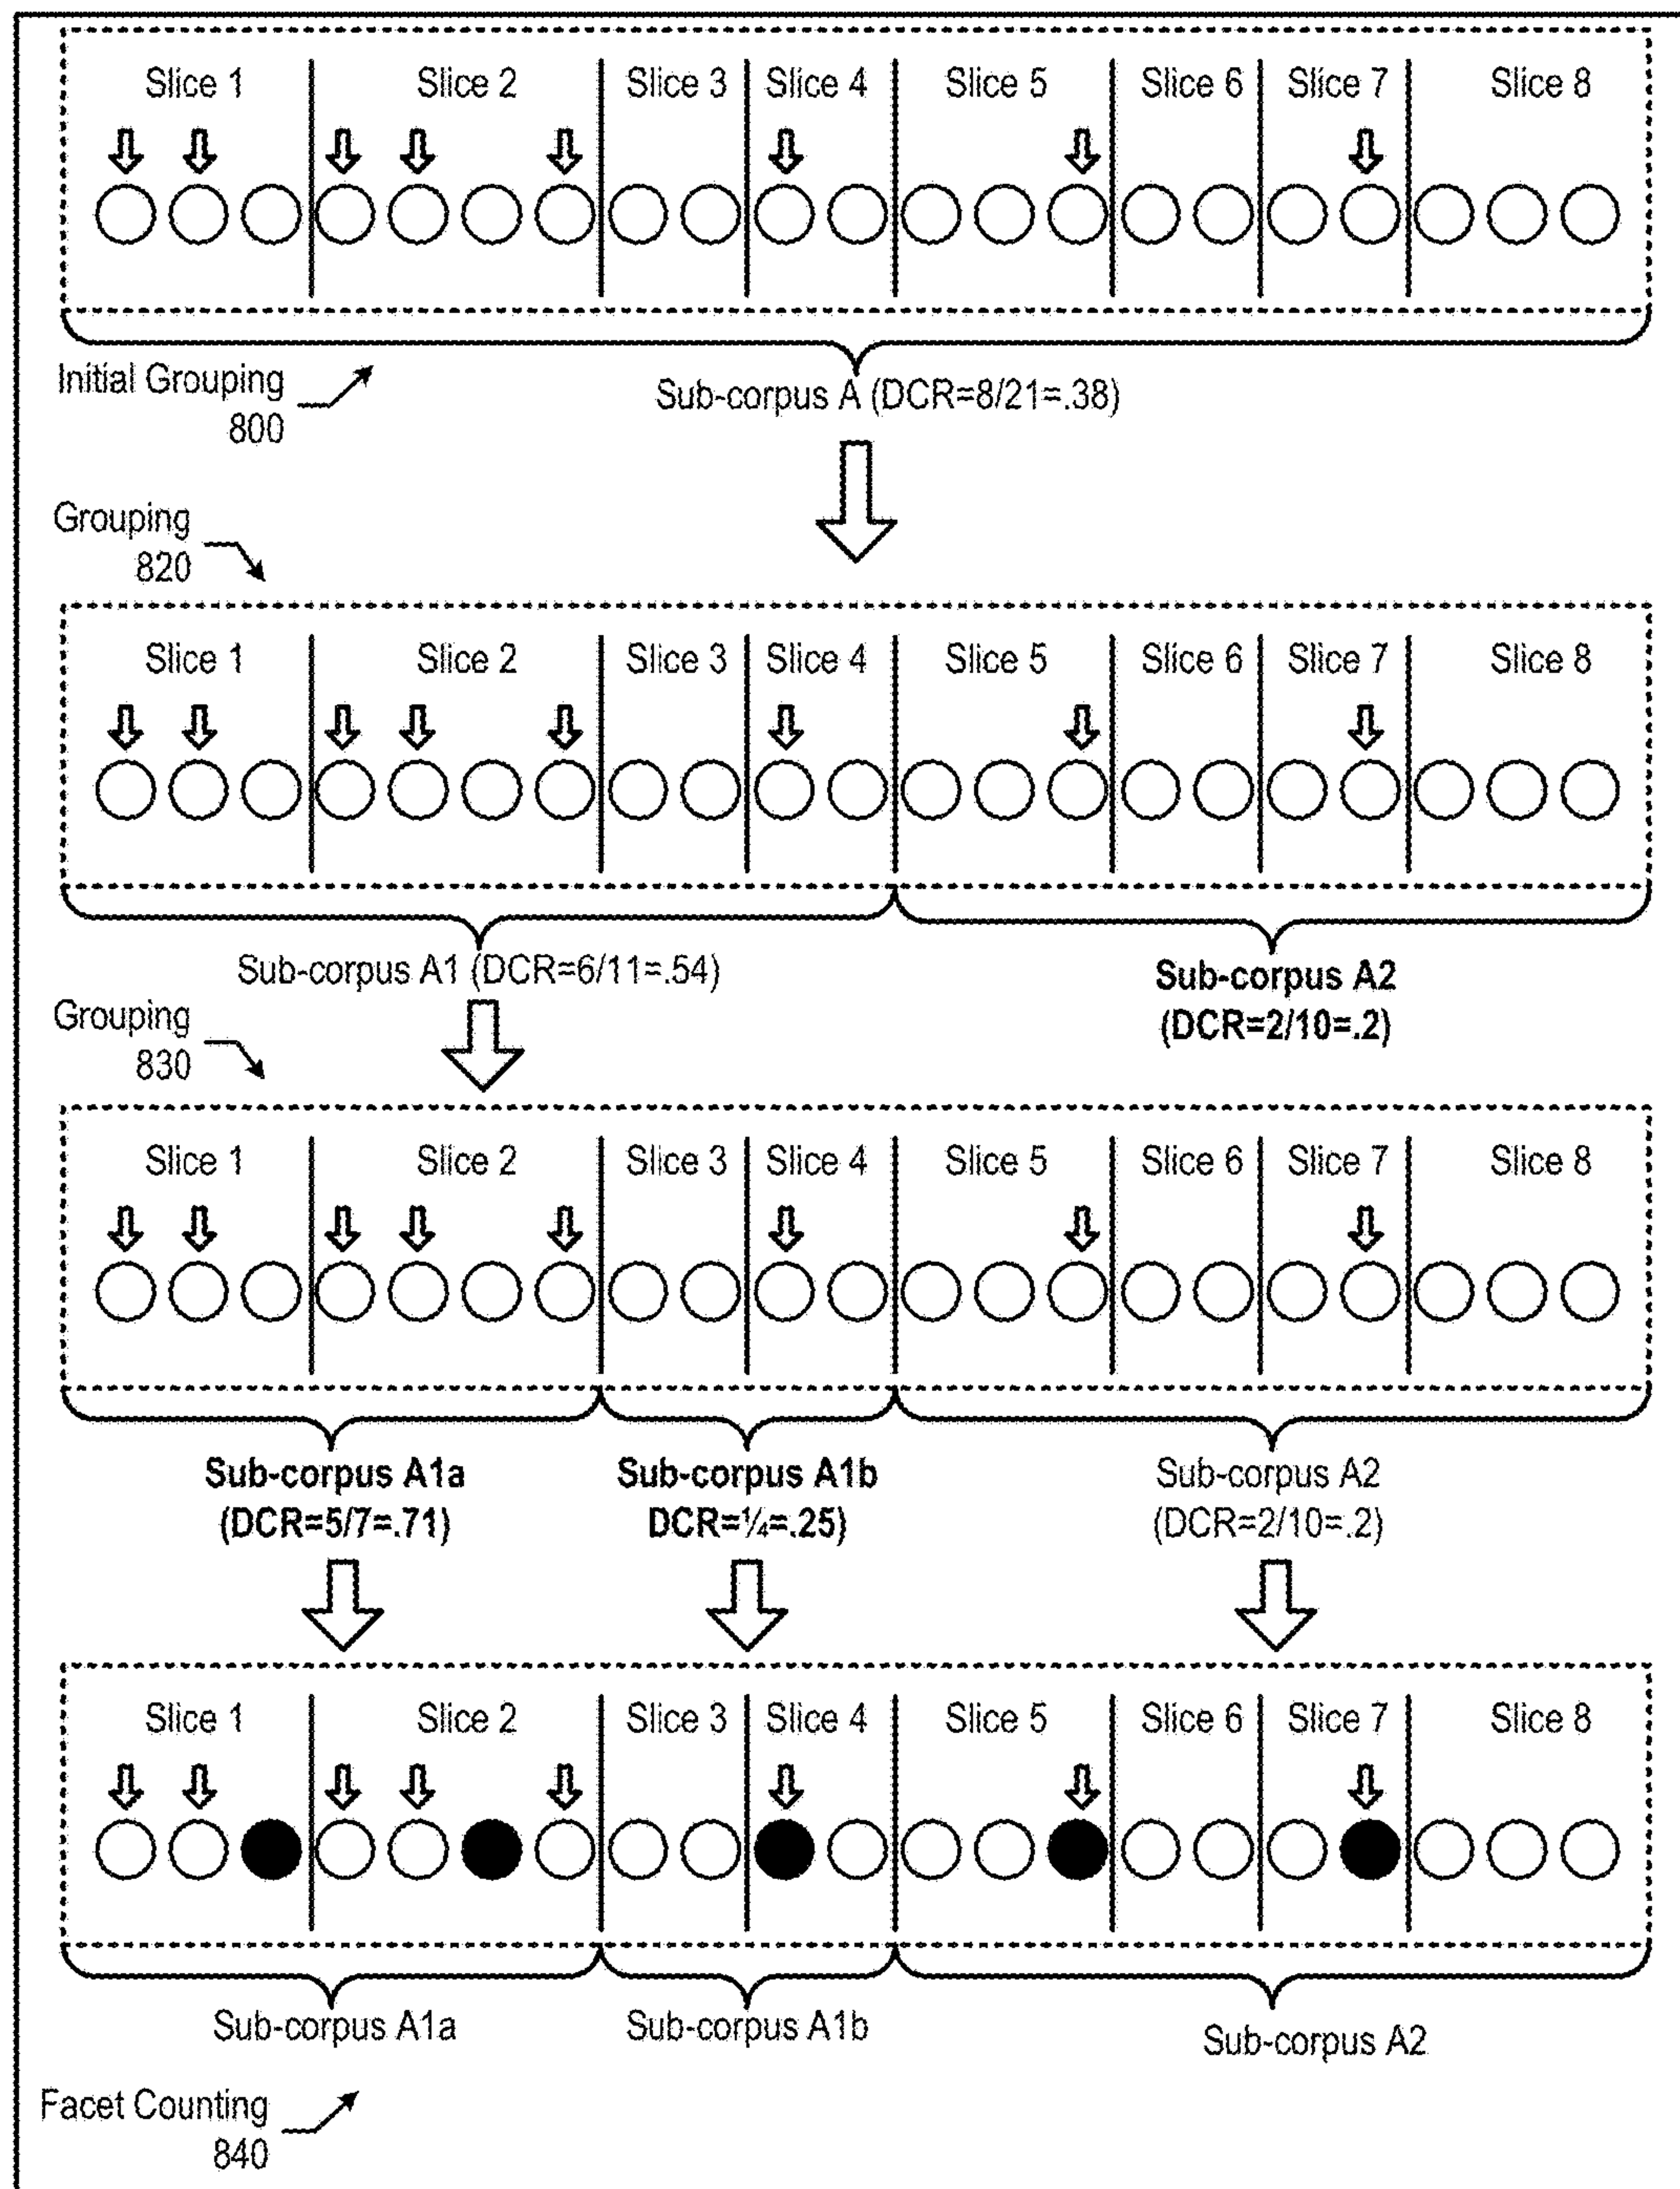 Slice 1 Slice 2 Slice 3 Slice 4 Slice 5 Slice 6 Slice 7 Slice 8
Initial Grouping
800
Sub-corpus A (DCR=8/21=.38)
Grouping
820
Slice 1 Slice 2 Slice 3 Slice 4 Slice 5 Slice 6 Slice 7 Slice 8
Sub-corpus A1 (DCR=6/11=.54)
Sub-corpus A2
(DCR=2/10=.2)
Grouping
830
Slice 1 Slice 2 Slice 3 Slice 4 Slice 5 Slice 6 Slice 7 Slice 8
Sub-corpus A1a
(DCR=5/7=.71)
Sub-corpus A1b
DCR=¼=.25)
Sub-corpus A2
(DCR=2/10=.2)
Slice 1 Slice 2 Slice 3 Slice 4 Slice 5 Slice 6 Slice 7 Slice 8
Sub-corpus A1a
Sub-corpus A1b
Sub-corpus A2
Facet Counting
840